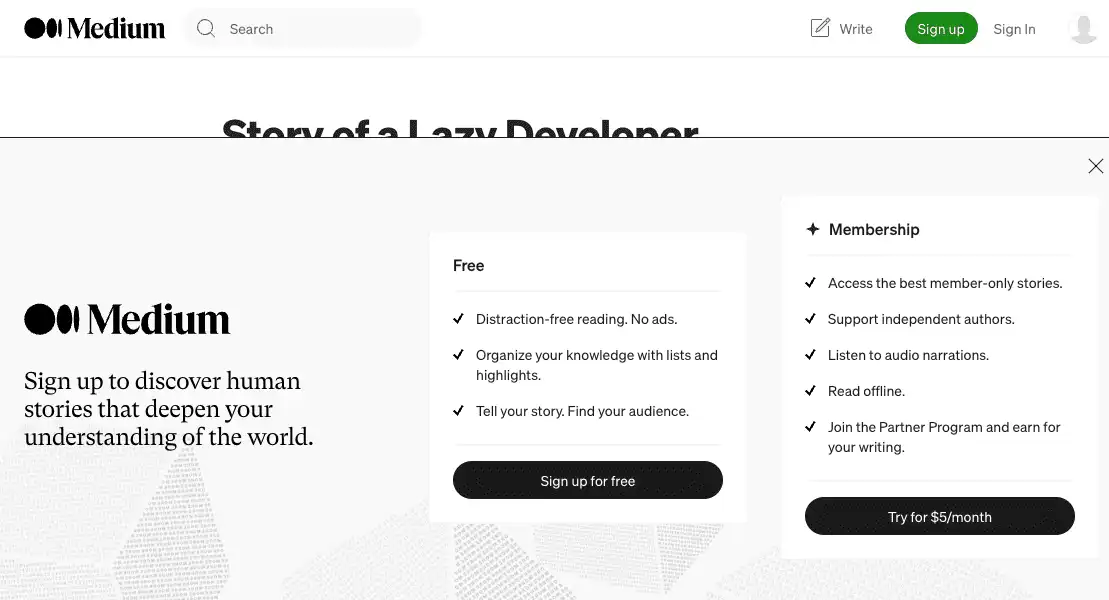 Medium
Search
Write
Sign up
Sign In
Story of a Lazy Developer
Medium
Sign up to discover human
stories that deepen your
understanding of the world.
Free
Distraction-free reading. No ads.
Organize your knowledge with lists and
highlights.
Tell your story. Find your audience.
Sign up for free
Membership
Access the best member-only stories.
Support independent authors.
Listen to audio narrations.
Read offline.
Join the Partner Program and earn for
your writing.
Try for $5/month